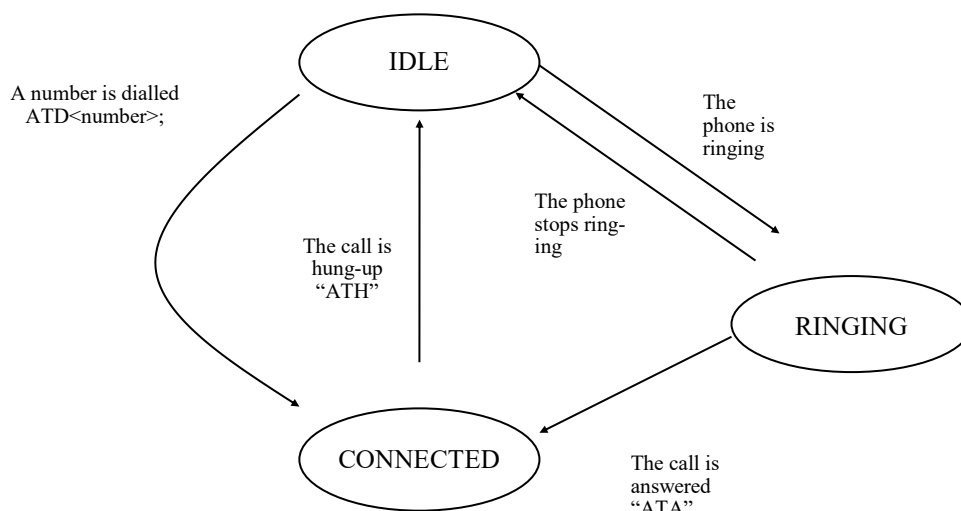 IDLE
A number is dialled
ATD<number>;
The
phone is
ringing
The phone
stops ring-
ing
The call is
hung-up
“ATH”
RINGING
CONNECTED
The call is
answered
“ATA”